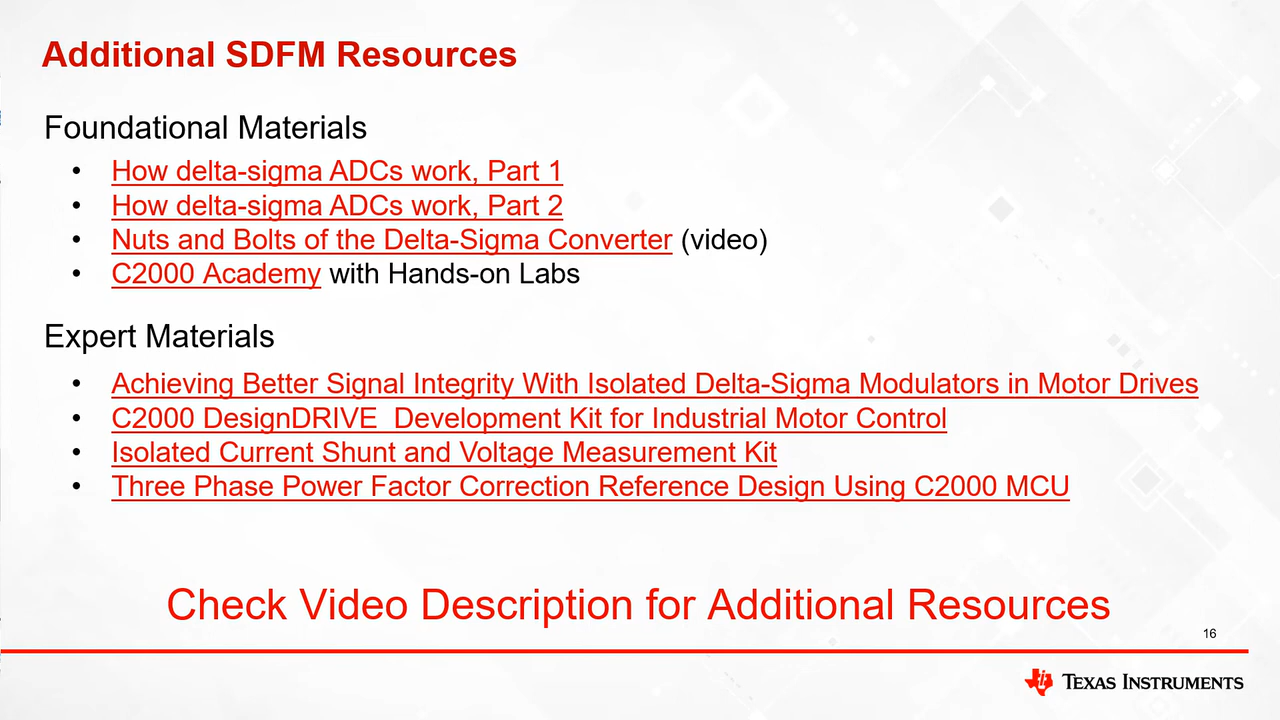 Additional SDFM Resources
Foundational Materials
• How delta-sigma ADCs work, Part 1
• How delta-sigma ADCs work, Part 2
• Nuts and Bolts of the Delta-Sigma Converter (video)
• C2000 Academy with Hands-on Labs
Expert Materials
• Achieving Better Signal Integrity With Isolated Delta-Sigma Modulators in Motor Drives
• C2000 DesignDRIVE  Development Kit for Industrial Motor Control
• Isolated Current Shunt and Voltage Measurement Kit
• Three Phase Power Factor Correction Reference Design Using C2000 MCU
Check Video Description for Additional Resources
16
TEXAS INSTRUMENTS